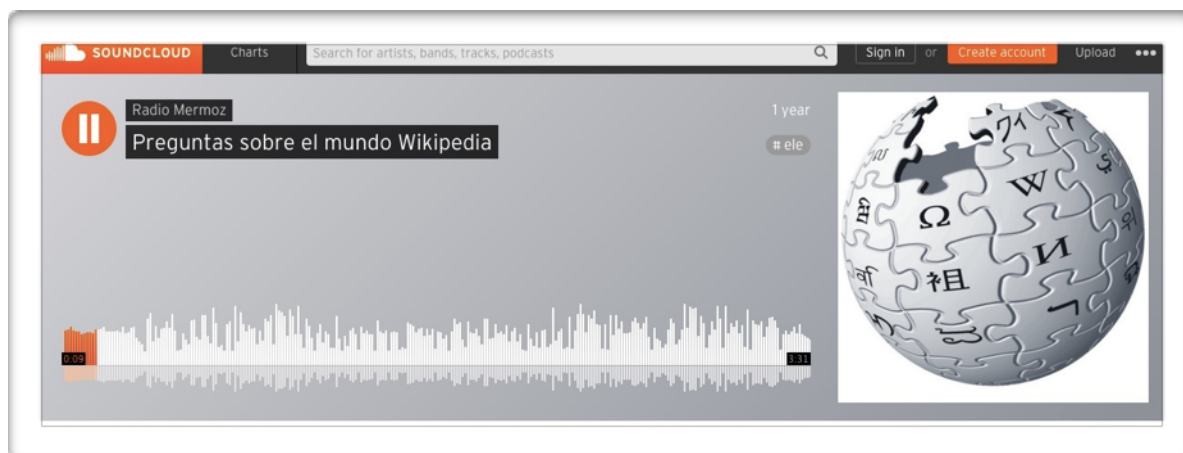 SOUNDCLOUD Charts Search for artists, bands, tracks, podcasts Sign in or Create account Upload
Radio Mermoz 1 year
Preguntas sobre el mundo Wikipedia # ele
0:09 3:31
Ω W
И
祖